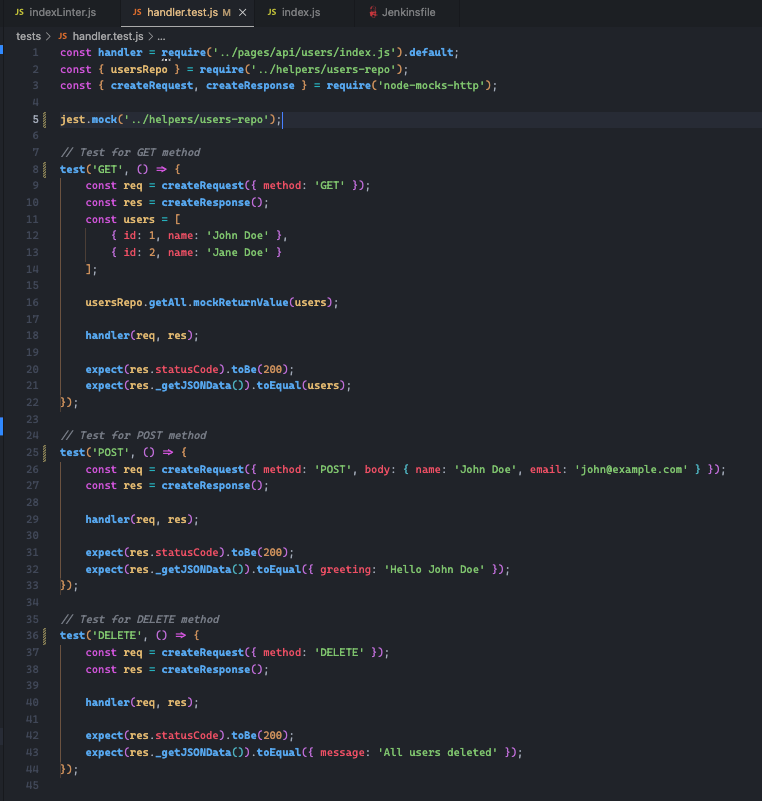 JS indexLinter.js JS handler.test.js M × JS index.js Jenkinsfile
tests > JS handler.test.js > ...
1 const handler = require('../pages/api/users/index.js').default;
2 const { usersRepo } = require('../helpers/users-repo');
3 const { createRequest, createResponse } = require('node-mocks-http');
4
5 jest.mock('../helpers/users-repo');
6
7 // Test for GET method
8 test('GET', () => {
9 const req = createRequest({ method: 'GET' });
10 const res = createResponse();
11 const users = [
12 { id: 1, name: 'John Doe' },
13 { id: 2, name: 'Jane Doe' }
14 ];
15
16 usersRepo.getAll.mockReturnValue(users);
17
18 handler(req, res);
19
20 expect(res.statusCode).toBe(200);
21 expect(res._getJSONData()).toEqual(users);
22 });
23
24 // Test for POST method
25 test('POST', () => {
26 const req = createRequest({ method: 'POST', body: { name: 'John Doe', email: 'john@example.com' } });
27 const res = createResponse();
28
29 handler(req, res);
30
31 expect(res.statusCode).toBe(200);
32 expect(res._getJSONData()).toEqual({ greeting: 'Hello John Doe' });
33 });
34
35 // Test for DELETE method
36 test('DELETE', () => {
37 const req = createRequest({ method: 'DELETE' });
38 const res = createResponse();
39
40 handler(req, res);
41
42 expect(res.statusCode).toBe(200);
43 expect(res._getJSONData()).toEqual({ message: 'All users deleted' });
44 });
45